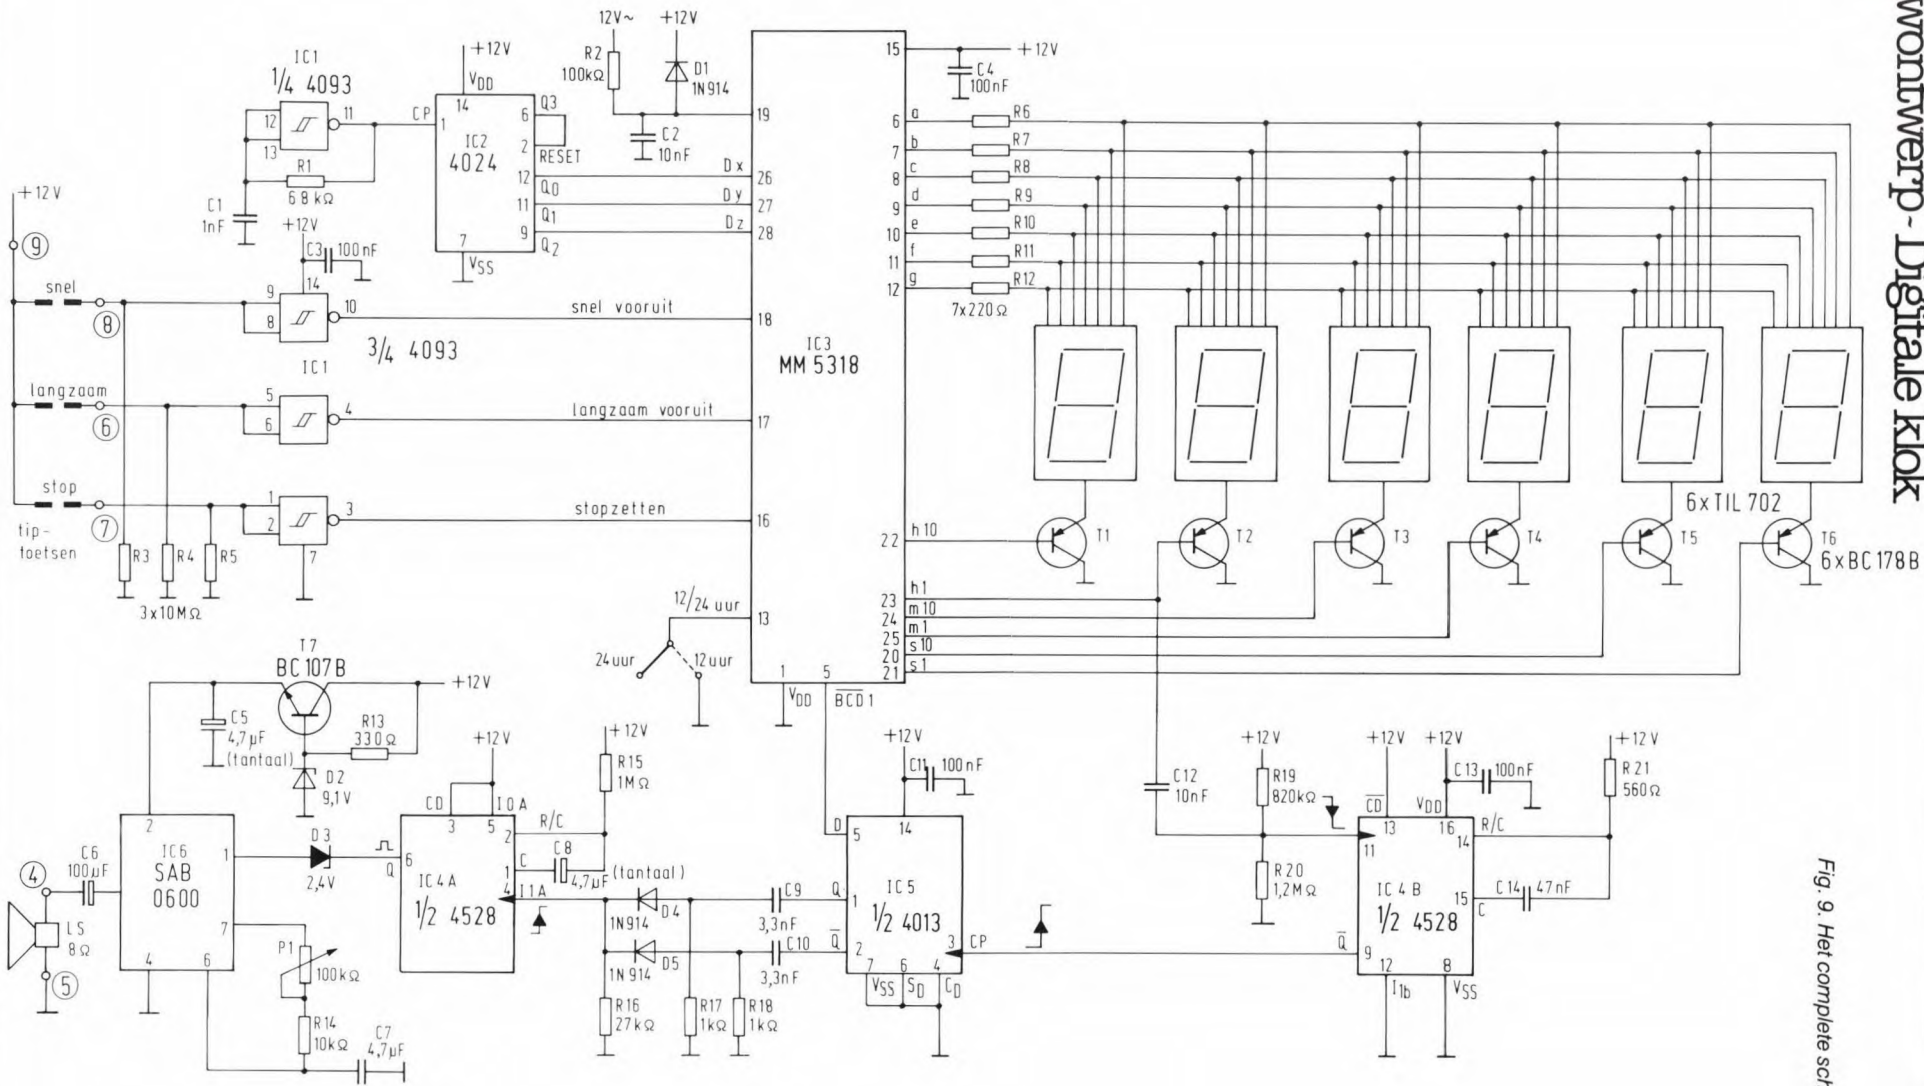 wontwerp~Digitale klok
Fig. 9. Het complete sch
12V~ +12V
R2
100kΩ
D1
1N914
C2
10nF
IC1
1/4 4093
12
13
11
R1
68kΩ
C1
1nF
+12V
VDD
14
CP
1
IC2
4024
Q3
6
2
RESET
12
Q0
11
Q1
9
Q2
7
VSS
Dx
Dy
Dz
19
26
27
28
+12V
9
snel
8
langzaam
6
stop
7
tip-
toetsen
R3
R4
R5
3x10MΩ
+12V
C3 100nF
14
9
8
10
snel vooruit
18
3/4 4093
IC1
5
6
4
langzaam vooruit
17
1
2
3
7
stopzetten
16
IC3
MM 5318
15
+12V
C4
100nF
6 a R6
7 b R7
8 c R8
9 d R9
10 e R10
11 f R11
12 g R12
7x220Ω
6xTIL 702
22 h10
T1
T2
T3
T4
T5
T6
6xBC178B
23 h1
24 m10
25 m1
20 s10
21 s1
12/24 uur
13
24uur
12uur
1
VDD
5
BCD1
T7
BC107B
+12V
C5
4,7µF
(tantaal)
R13
330Ω
D2
9,1V
2
IC6
SAB
0600
1
7
4
6
D3
2,4V
C6
100µF
4
LS
8Ω
5
P1
100kΩ
R14
10kΩ
C7
4,7µF
+12V
CD
3
I0A
5
Q
6
IC4A
1/2 4528
2
R/C
1
C
4
I1A
+12V
R15
1MΩ
C8
4,7µF (tantaal)
1N914
D4
1N914
D5
R16
27kΩ
R17
1kΩ
R18
1kΩ
C9
3,3nF
C10
3,3nF
+12V
C11 100nF
14
D
5
IC5
1/2 4013
Q
1
Q̅
2
3 CP
7
VSS
6
SD
4
CD
C12
10nF
+12V
R19
820kΩ
R20
1,2MΩ
+12V
+12V
C13 100nF
CD
13
VDD
16
11
IC4B
1/2 4528
R/C
14
15
C
Q̅
9
12
I1b
8
VSS
C14 47nF
+12V
R21
560Ω